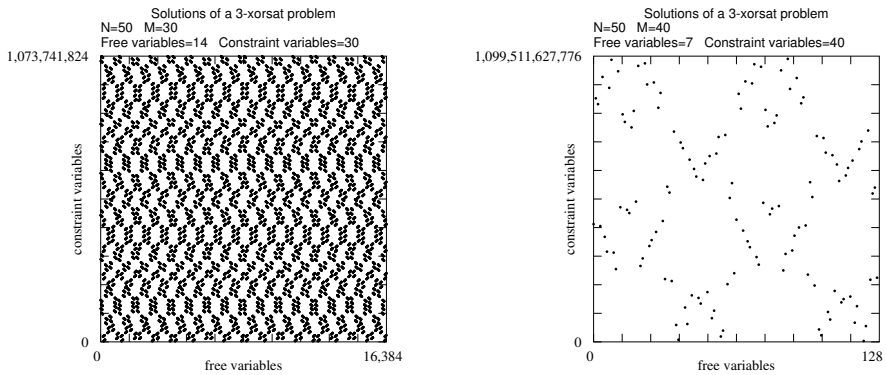 Solutions of a 3-xorsat problem
N=50 M=30
Free variables=14 Constraint variables=30
1,073,741,824
constraint variables
0
0
16,384
free variables
Solutions of a 3-xorsat problem
N=50 M=40
Free variables=7 Constraint variables=40
1,099,511,627,776
constraint variables
0
0
128
free variables